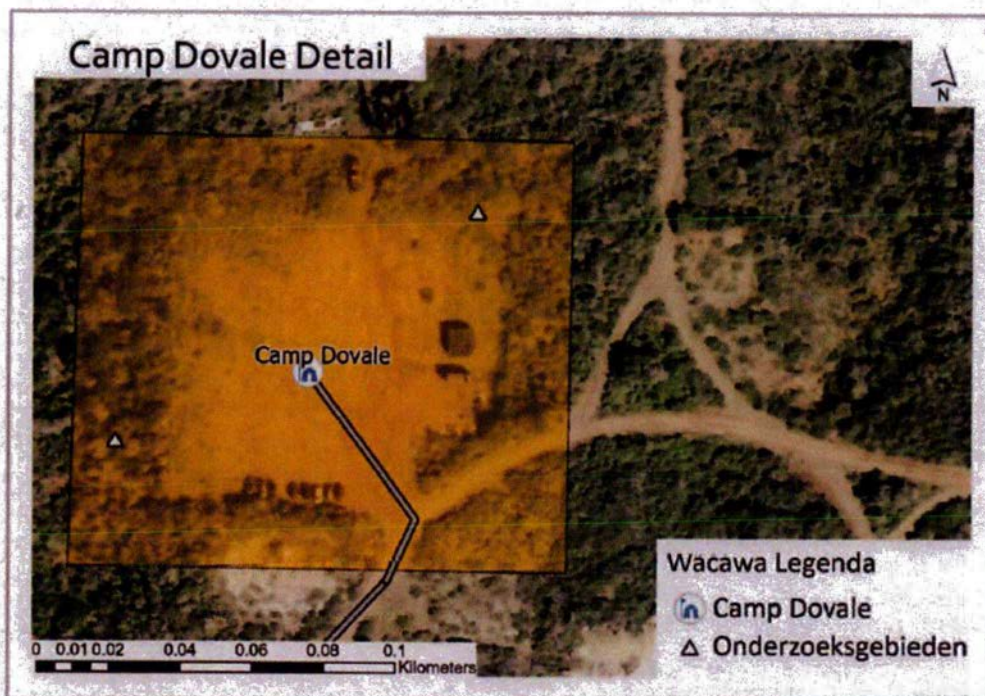 Camp Dovale Detail
N
Camp Dovale
Wacawa Legenda
Camp Dovale
Onderzoeksgebieden
0 0.01 0.02 0.04 0.06 0.08 0.1
Kilometers